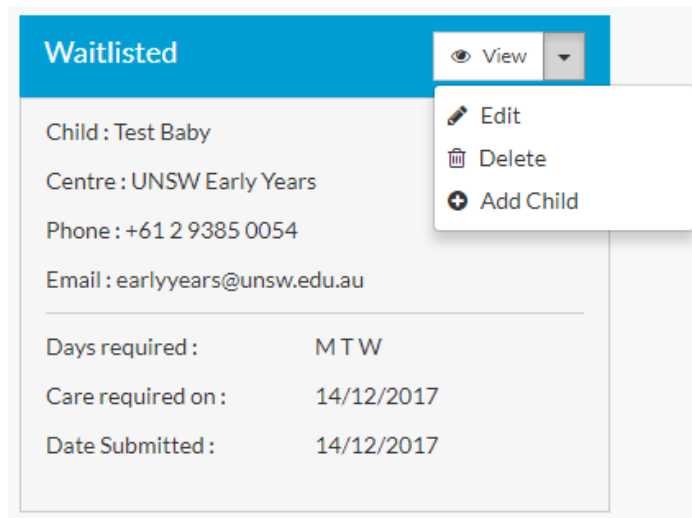 Waitlisted
View
Edit
Delete
Add Child
Child : Test Baby
Centre : UNSW Early Years
Phone : +61 2 9385 0054
Email : earlyyears@unsw.edu.au
Days required : M T W
Care required on : 14/12/2017
Date Submitted : 14/12/2017